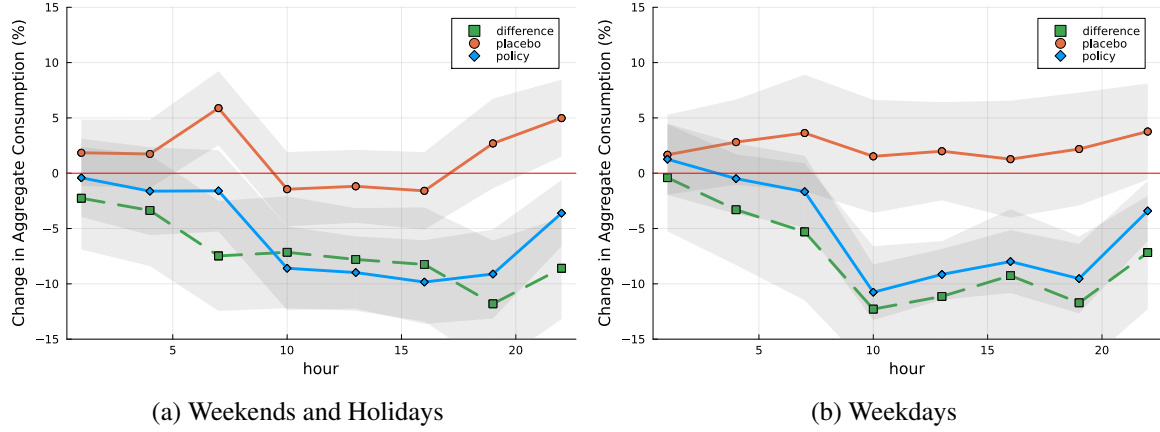 Change in Aggregate Consumption (%)
15
10
5
0
−5
−10
−15
difference
placebo
policy
5
10
15
20
hour
(a) Weekends and Holidays
Change in Aggregate Consumption (%)
15
10
5
0
−5
−10
−15
difference
placebo
policy
5
10
15
20
hour
(b) Weekdays